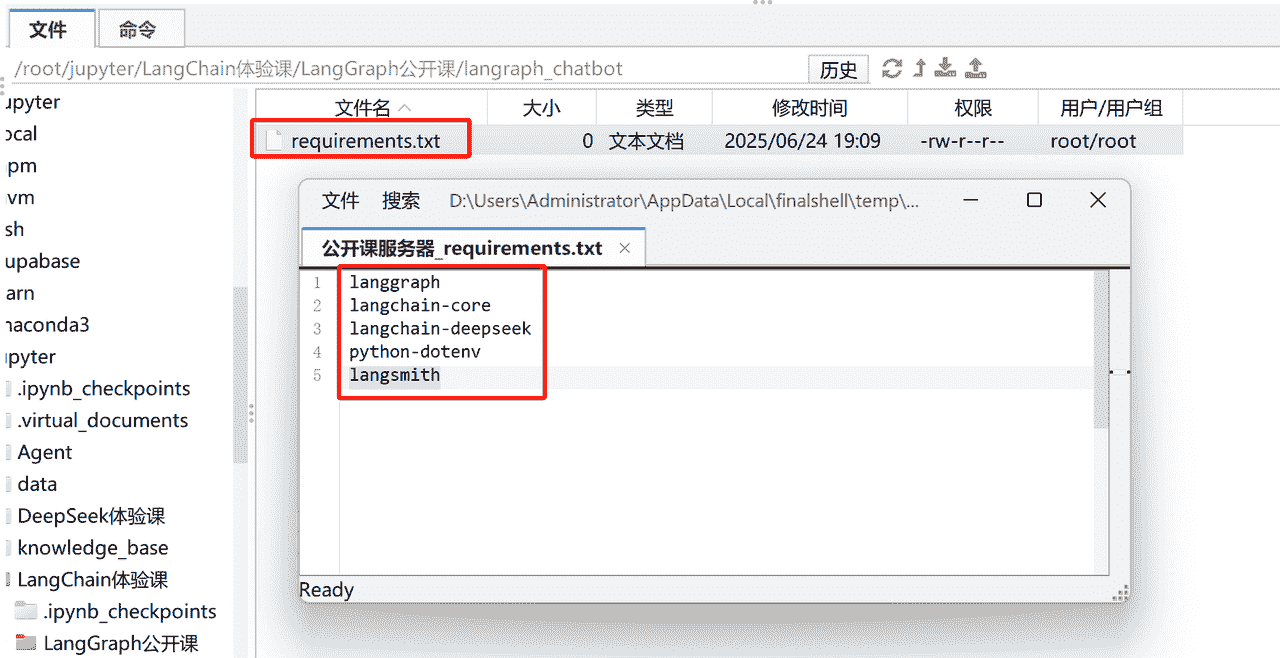 文件 命令
/root/jupyter/LangChain体验课/LangGraph公开课/langraph_chatbot 历史
文件名 大小 类型 修改时间 权限 用户/用户组
requirements.txt 0 文本文档 2025/06/24 19:09 -rw-r--r-- root/root
文件 搜索 D:\Users\Administrator\AppData\Local\finalshell\temp\...
公开课服务器_requirements.txt
1 langgraph
2 langchain-core
3 langchain-deepseek
4 python-dotenv
5 langsmith
Ready
upyter
ocal
pm
vm
sh
upabase
arn
naconda3
upyter
.ipynb_checkpoints
.virtual_documents
Agent
data
DeepSeek体验课
knowledge_base
LangChain体验课
.ipynb_checkpoints
LangGraph公开课